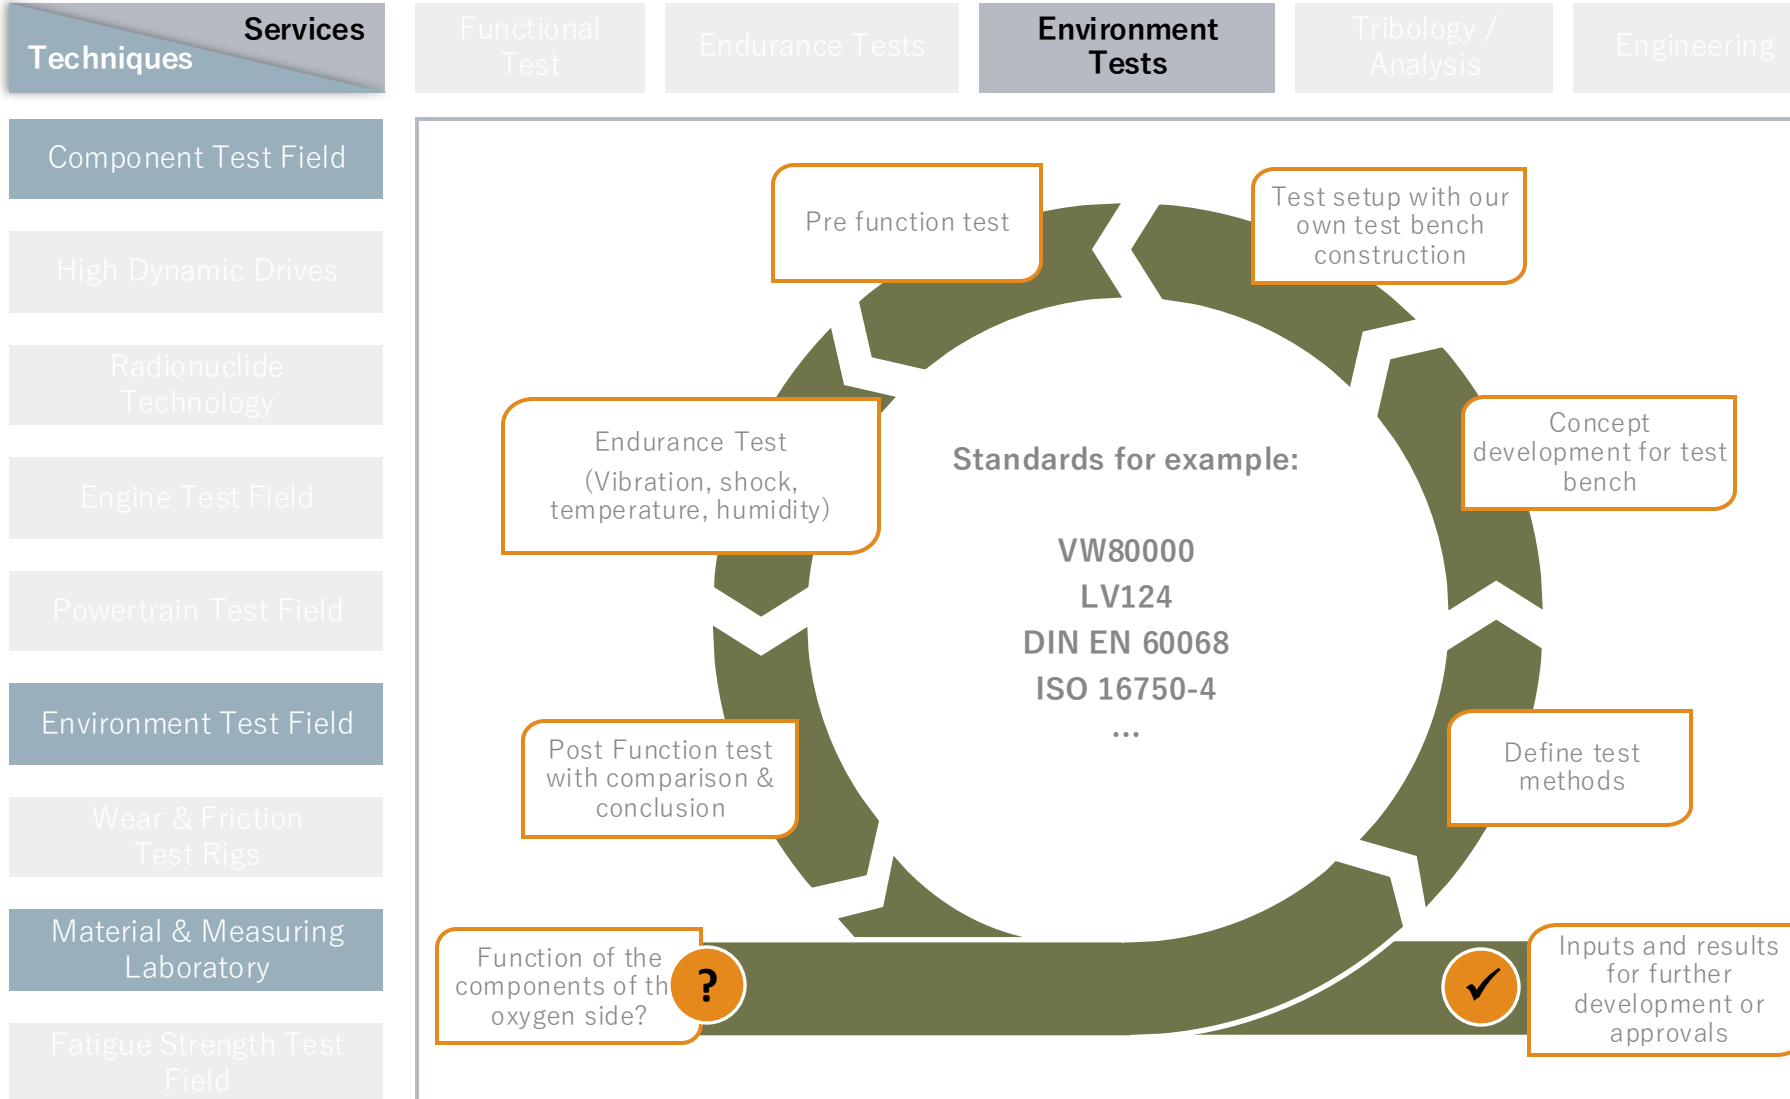 Services
Techniques
Functional
Test
Endurance Tests
Environment
Tests
Tribology /
Analysis
Engineering
Component Test Field
High Dynamic Drives
Radionuclide
Technology
Engine Test Field
Powertrain Test Field
Environment Test Field
Wear & Friction
Test Rigs
Material & Measuring
Laboratory
Fatigue Strength Test
Field
Pre function test
Test setup with our
own test bench
construction
Endurance Test
(Vibration, shock,
temperature, humidity)
Concept
development for test
bench
Standards for example:
VW80000
LV124
DIN EN 60068
ISO 16750-4
...
Post Function test
with comparison &
conclusion
Define test
methods
Function of the
components of th
oxygen side?
?
Inputs and results
for further
development or
approvals